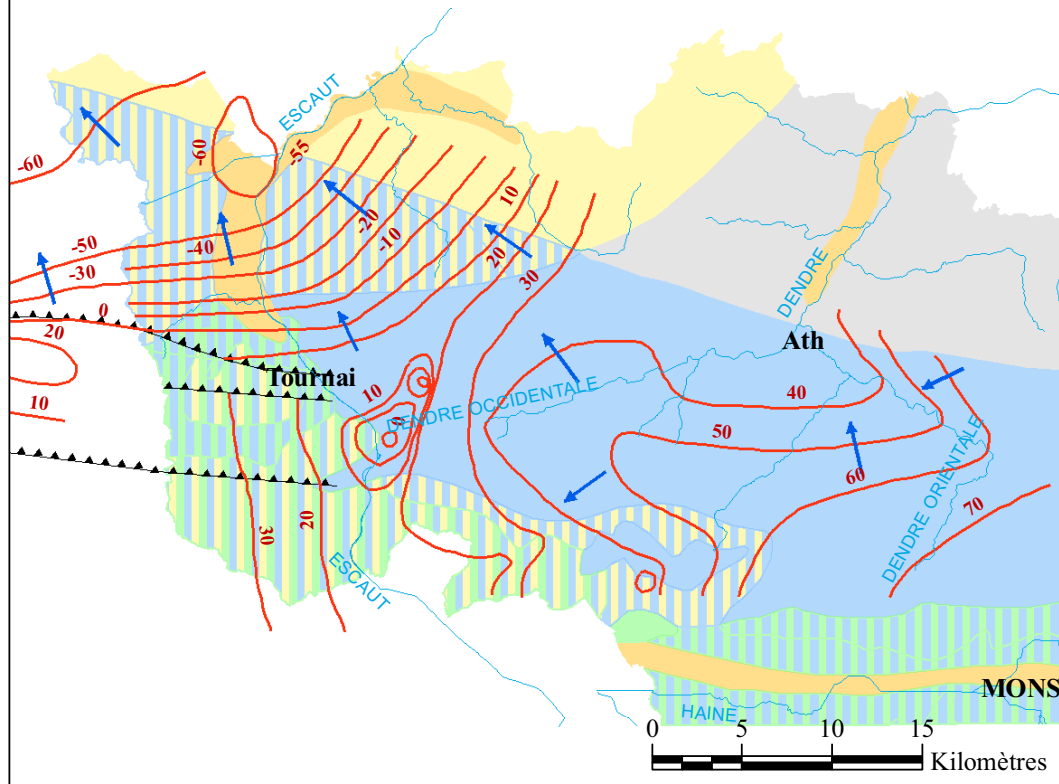 ESCAUT
-60
-60
-55
10
-20
-50
-40
-10
20
-30
30
DENDRE
0
20
Ath
Tournai
10
40
10
DENDRE OCCIDENTALE
0
50
60
DENDRE ORIENTALE
70
30
20
ESCAUT
MONS
HAINE
0 5 10 15
Kilomètres